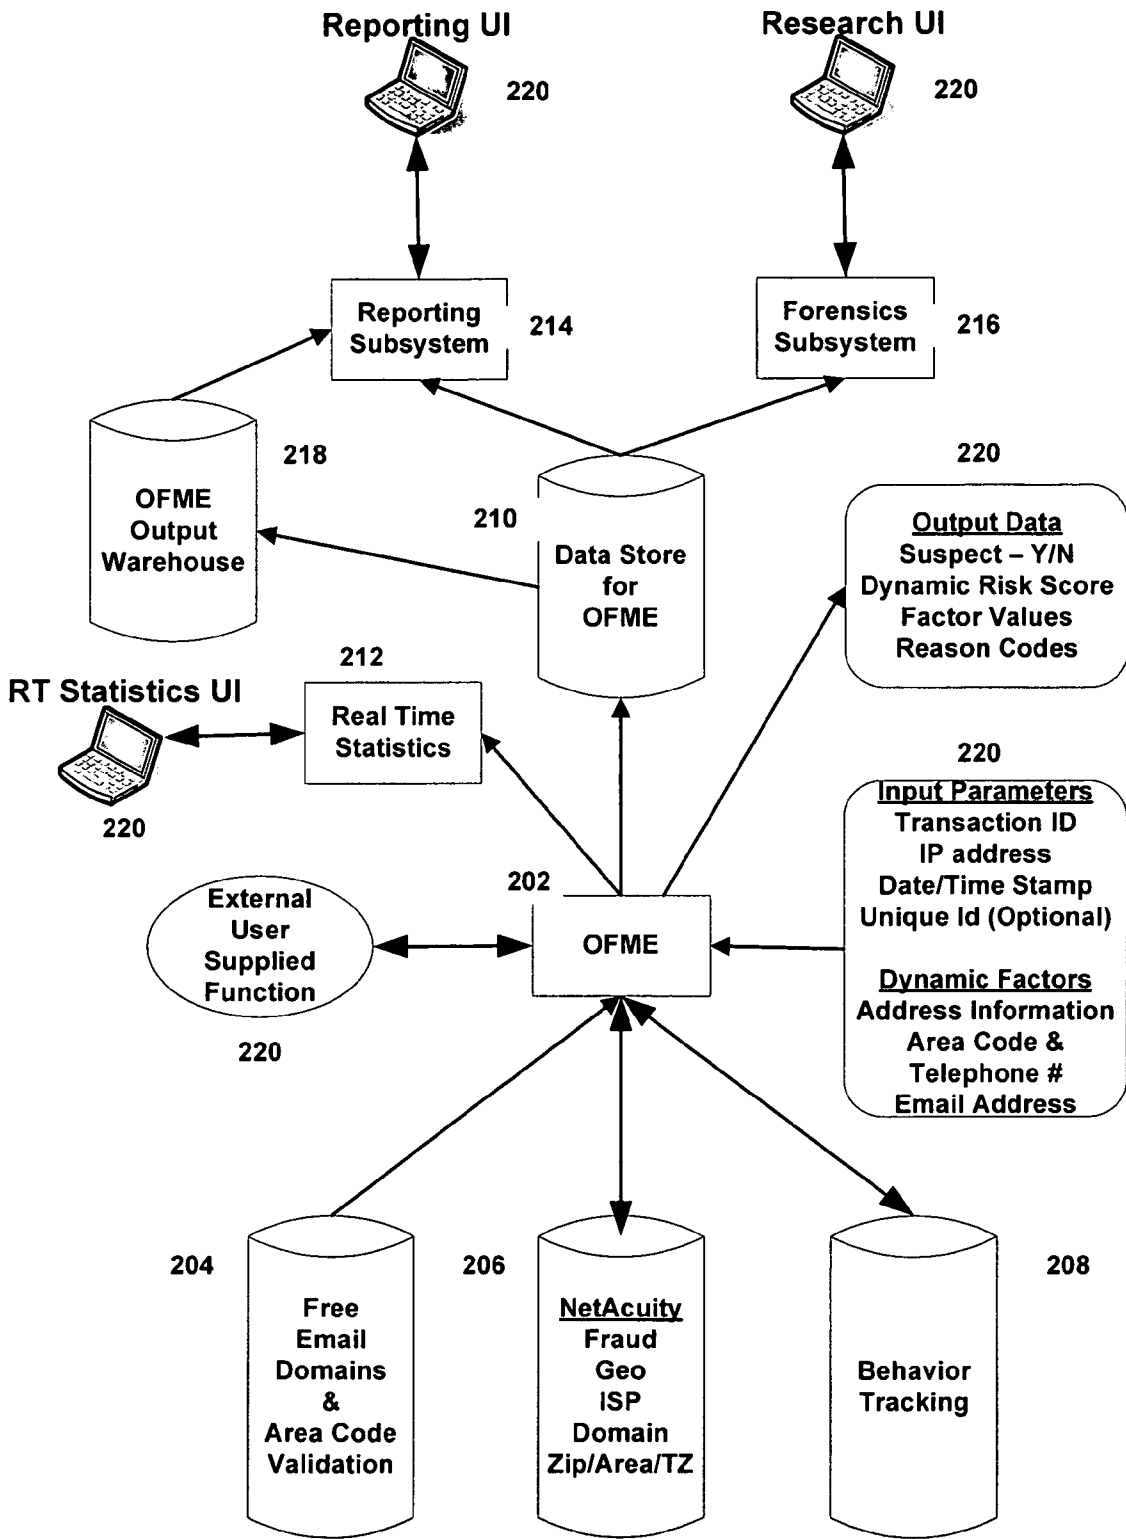 Reporting UI
Research UI
220
220
Reporting
Subsystem
214
Forensics
Subsystem
216
218
OFME
Output
Warehouse
210
Data Store
for
OFME
220
Output Data
Suspect – Y/N
Dynamic Risk Score
Factor Values
Reason Codes
212
RT Statistics UI
Real Time
Statistics
220
220
Input Parameters
Transaction ID
IP address
Date/Time Stamp
Unique Id (Optional)
Dynamic Factors
Address Information
Area Code &
Telephone #
Email Address
202
OFME
External
User
Supplied
Function
220
204
Free
Email
Domains
&
Area Code
Validation
206
NetAcuity
Fraud
Geo
ISP
Domain
Zip/Area/TZ
208
Behavior
Tracking